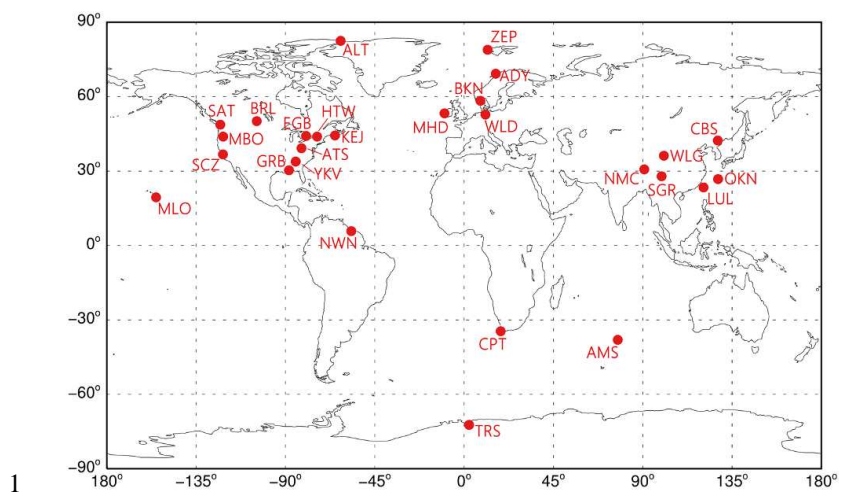 90°
ZEP
ALT
ADY
60°
BKN
SAT
BRL
HTW
EGB
MHD
WLD
CBS
MBO
KEJ
SCZ
GRB
ATS
WLG
30°
YKV
NMC
SGR
OKN
MLO
LUL
NWN
0°
−30°
CPT
AMS
−60°
TRS
−90°
180° −135° −90° −45° 0° 45° 90° 135° 180°
1